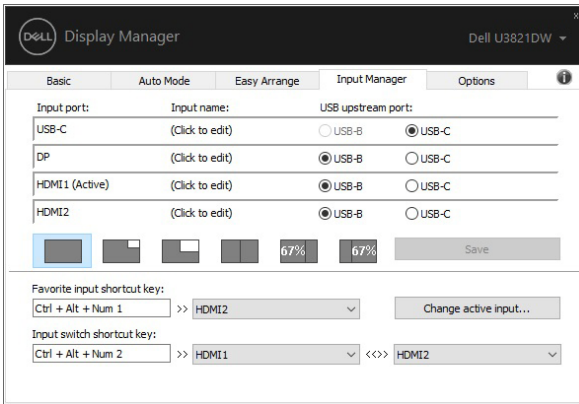 DELL Display Manager Dell U3821DW
Basic Auto Mode Easy Arrange Input Manager Options
Input port: Input name: USB upstream port:
USB-C (Click to edit) USB-B USB-C
DP (Click to edit) USB-B USB-C
HDMI1 (Active) (Click to edit) USB-B USB-C
HDMI2 (Click to edit) USB-B USB-C
67% 67% Save
Favorite input shortcut key:
Ctrl + Alt + Num 1 >> HDMI2 Change active input...
Input switch shortcut key:
Ctrl + Alt + Num 2 >> HDMI1 <<>> HDMI2